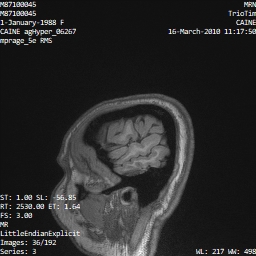 M87100045
MRN
M87100045
TrioTim
1-January-1988 F
CAINE
CAINE agHyper_06267
16-March-2010 11:17:50
mprage_5e RMS
ST: 1.00 SL: -56.85
RT: 2530.00 ET: 1.64
FS: 3.00
MR
LittleEndianExplicit
Images: 36/192
Series: 3
WL: 217 WW: 498